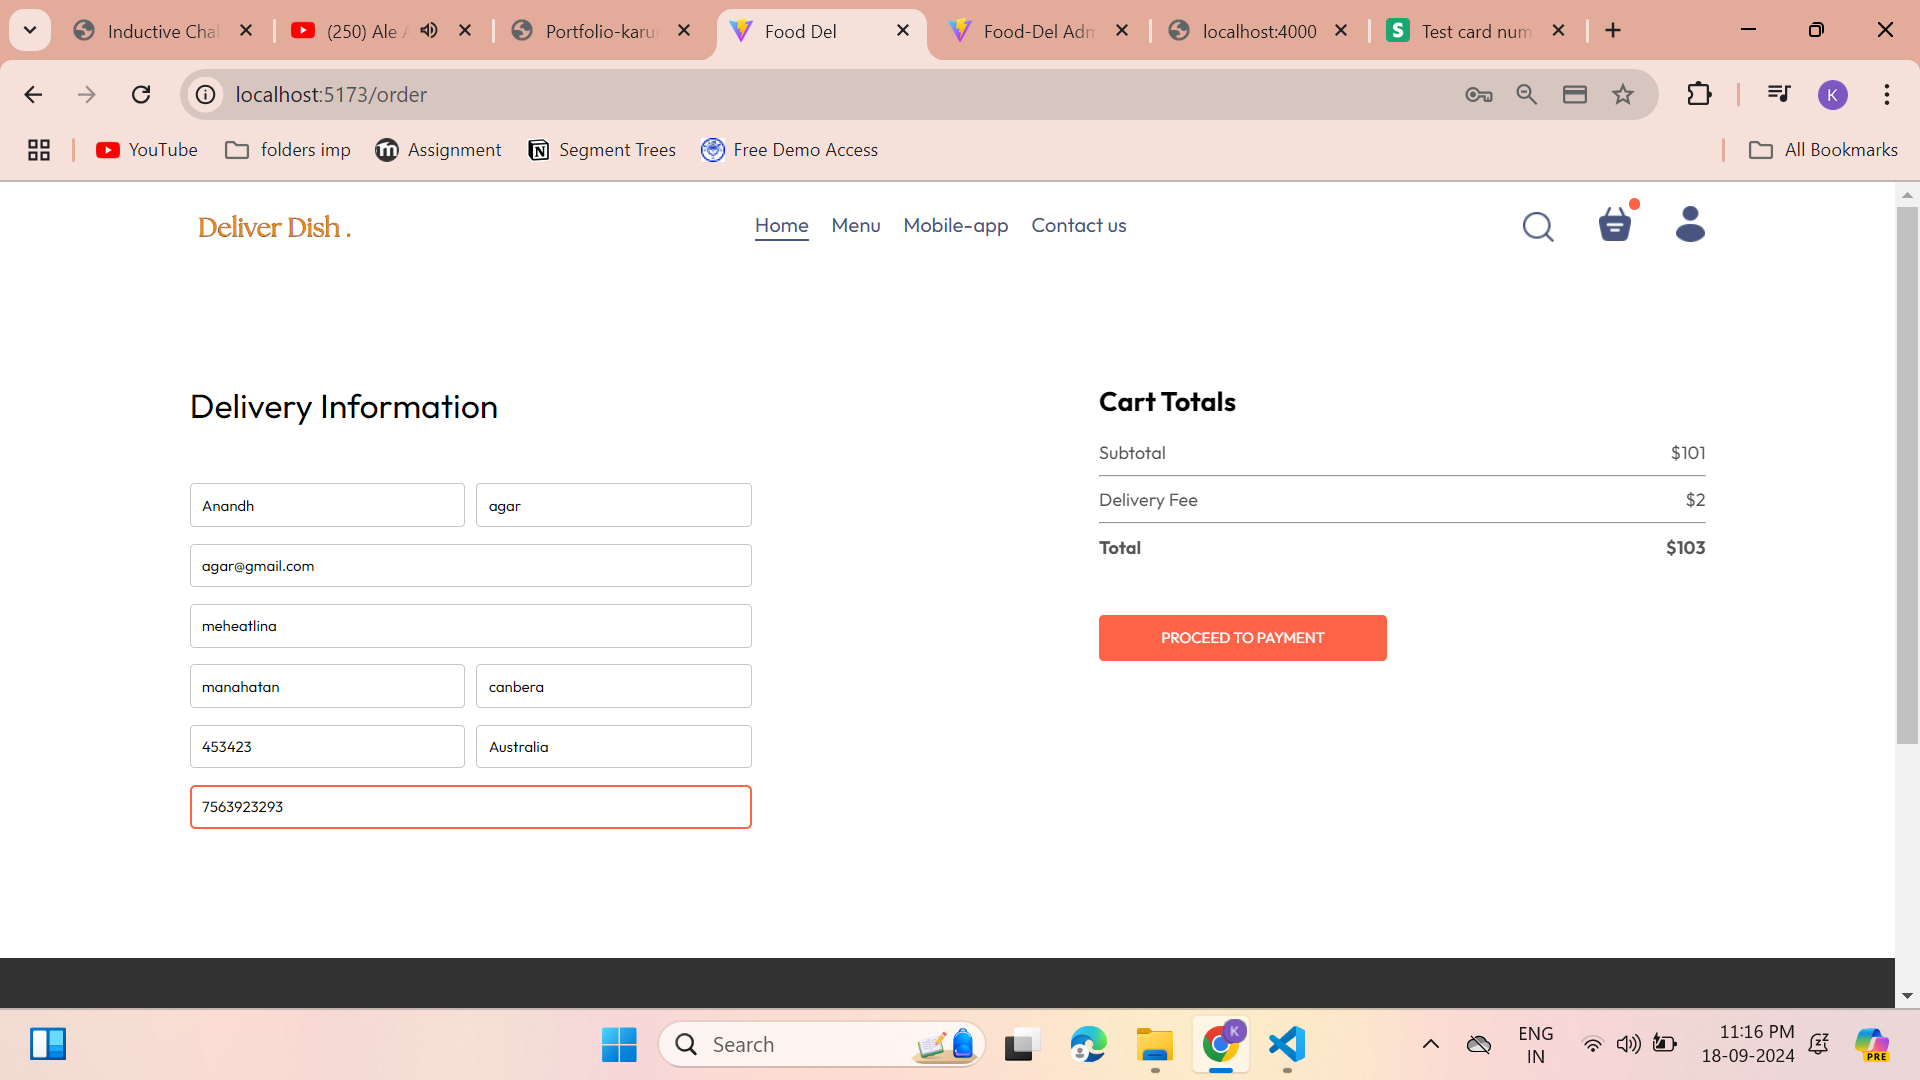 Inductive Cha
(250) Ale A
Portfolio-karu
Food Del
Food-Del Adm
localhost:4000
Test card num
localhost:5173/order
K
YouTube
folders imp
Assignment
Segment Trees
Free Demo Access
All Bookmarks
Deliver Dish .
Home
Menu
Mobile-app
Contact us
Delivery Information
Anandh
agar
agar@gmail.com
meheatlina
manahatan
canbera
453423
Australia
7563923293
Cart Totals
Subtotal $101
Delivery Fee $2
Total $103
PROCEED TO PAYMENT
Search
K
ENG
IN
11:16 PM
18-09-2024
PRE